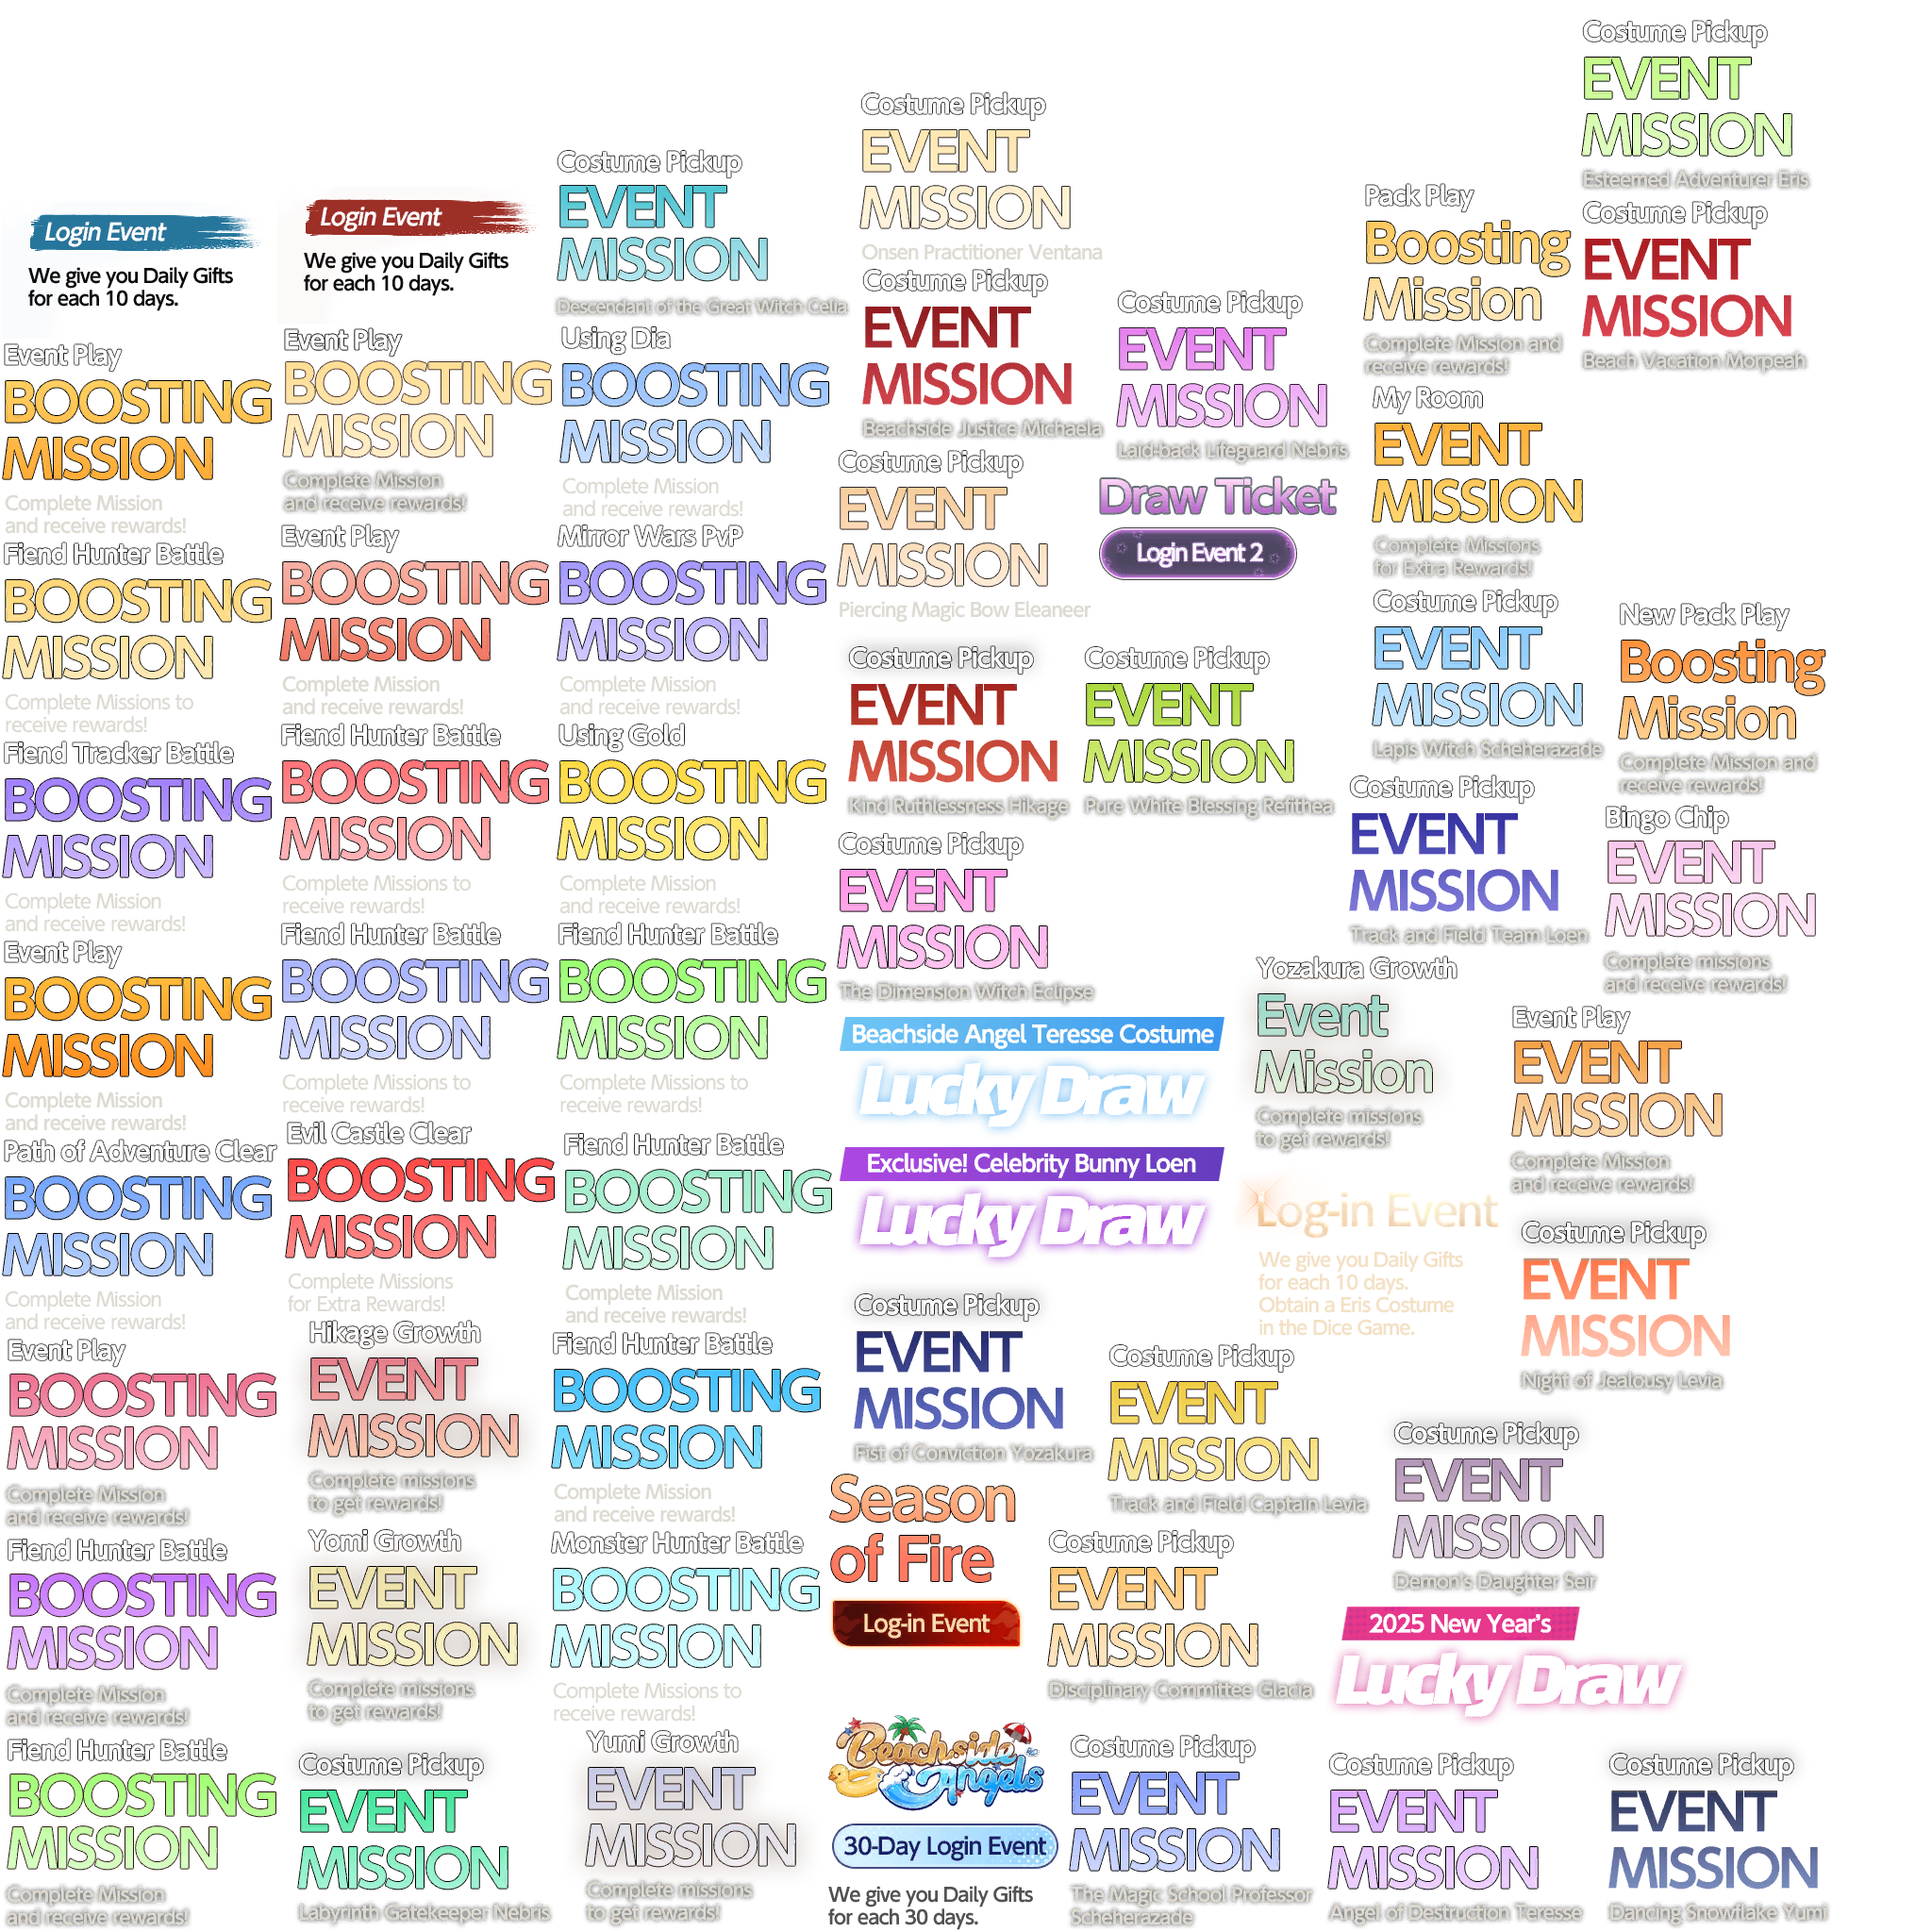 Login Event
We give you Daily Gifts
for each 10 days.
Event Play
BOOSTING
MISSION
Complete Mission
and receive rewards!
Fiend Hunter Battle
BOOSTING
MISSION
Complete Missions to
receive rewards!
Fiend Tracker Battle
BOOSTING
MISSION
Complete Mission
and receive rewards!
Event Play
BOOSTING
MISSION
Complete Mission
and receive rewards!
Path of Adventure Clear
BOOSTING
MISSION
Complete Mission
and receive rewards!
Event Play
BOOSTING
MISSION
Complete Mission
and receive rewards!
Fiend Hunter Battle
BOOSTING
MISSION
Complete Mission
and receive rewards!
Fiend Hunter Battle
BOOSTING
MISSION
Complete Mission
and receive rewards!
Login Event
We give you Daily Gifts
for each 10 days.
Event Play
BOOSTING
MISSION
Complete Mission
and receive rewards!
Event Play
BOOSTING
MISSION
Complete Mission
and receive rewards!
Fiend Hunter Battle
BOOSTING
MISSION
Complete Missions to
receive rewards!
Fiend Hunter Battle
BOOSTING
MISSION
Complete Missions to
receive rewards!
Evil Castle Clear
BOOSTING
MISSION
Complete Missions
for Extra Rewards!
Hikage Growth
EVENT
MISSION
Complete missions
to get rewards!
Yomi Growth
EVENT
MISSION
Complete missions
to get rewards!
Costume Pickup
EVENT
MISSION
Labyrinth Gatekeeper Nebris
Costume Pickup
EVENT
MISSION
Descendant of the Great Witch Celia
Using Dia
BOOSTING
MISSION
Complete Mission
and receive rewards!
Mirror Wars PvP
BOOSTING
MISSION
Complete Mission
and receive rewards!
Using Gold
BOOSTING
MISSION
Complete Mission
and receive rewards!
Fiend Hunter Battle
BOOSTING
MISSION
Complete Missions to
receive rewards!
Fiend Hunter Battle
BOOSTING
MISSION
Complete Mission
and receive rewards!
Fiend Hunter Battle
BOOSTING
MISSION
Complete Mission
and receive rewards!
Monster Hunter Battle
BOOSTING
MISSION
Complete Missions to
receive rewards!
Yumi Growth
EVENT
MISSION
Complete missions
to get rewards!
Costume Pickup
EVENT
MISSION
Onsen Practitioner Ventana
Costume Pickup
EVENT
MISSION
Beachside Justice Michaela
Costume Pickup
EVENT
MISSION
Piercing Magic Bow Eleaneer
Costume Pickup
EVENT
MISSION
Kind Ruthlessness Hikage
Costume Pickup
EVENT
MISSION
The Dimension Witch Eclipse
Beachside Angel Teresse Costume
Lucky Draw
Exclusive! Celebrity Bunny Loen
Lucky Draw
Costume Pickup
EVENT
MISSION
Fist of Conviction Yozakura
Season
of Fire
Log-in Event
Beachside
Angels
30-Day Login Event
We give you Daily Gifts
for each 30 days.
Costume Pickup
EVENT
MISSION
Laid-back Lifeguard Nebris
Draw Ticket
Login Event 2
Costume Pickup
EVENT
MISSION
Pure White Blessing Refithea
Yozakura Growth
Event
Mission
Complete missions
to get rewards!
Log-in Event
We give you Daily Gifts
for each 10 days.
Obtain a Eris Costume
in the Dice Game.
Costume Pickup
EVENT
MISSION
Track and Field Captain Levia
Costume Pickup
EVENT
MISSION
Disciplinary Committee Glacia
Costume Pickup
EVENT
MISSION
The Magic School Professor
Scheherazade
Pack Play
Boosting
Mission
Complete Mission and
receive rewards!
My Room
EVENT
MISSION
Complete Missions
for Extra Rewards!
Costume Pickup
EVENT
MISSION
Lapis Witch Scheherazade
Costume Pickup
EVENT
MISSION
Track and Field Team Loen
Costume Pickup
EVENT
MISSION
Esteemed Adventurer Eris
Costume Pickup
EVENT
MISSION
Beach Vacation Morpeah
New Pack Play
Boosting
Mission
Complete Mission and
receive rewards!
Bingo Chip
EVENT
MISSION
Complete missions
and receive rewards!
Event Play
EVENT
MISSION
Complete Mission
and receive rewards!
Costume Pickup
EVENT
MISSION
Night of Jealousy Levia
Costume Pickup
EVENT
MISSION
Demon's Daughter Seir
2025 New Year's
Lucky Draw
Costume Pickup
EVENT
MISSION
Angel of Destruction Teresse
Costume Pickup
EVENT
MISSION
Dancing Snowflake Yumi